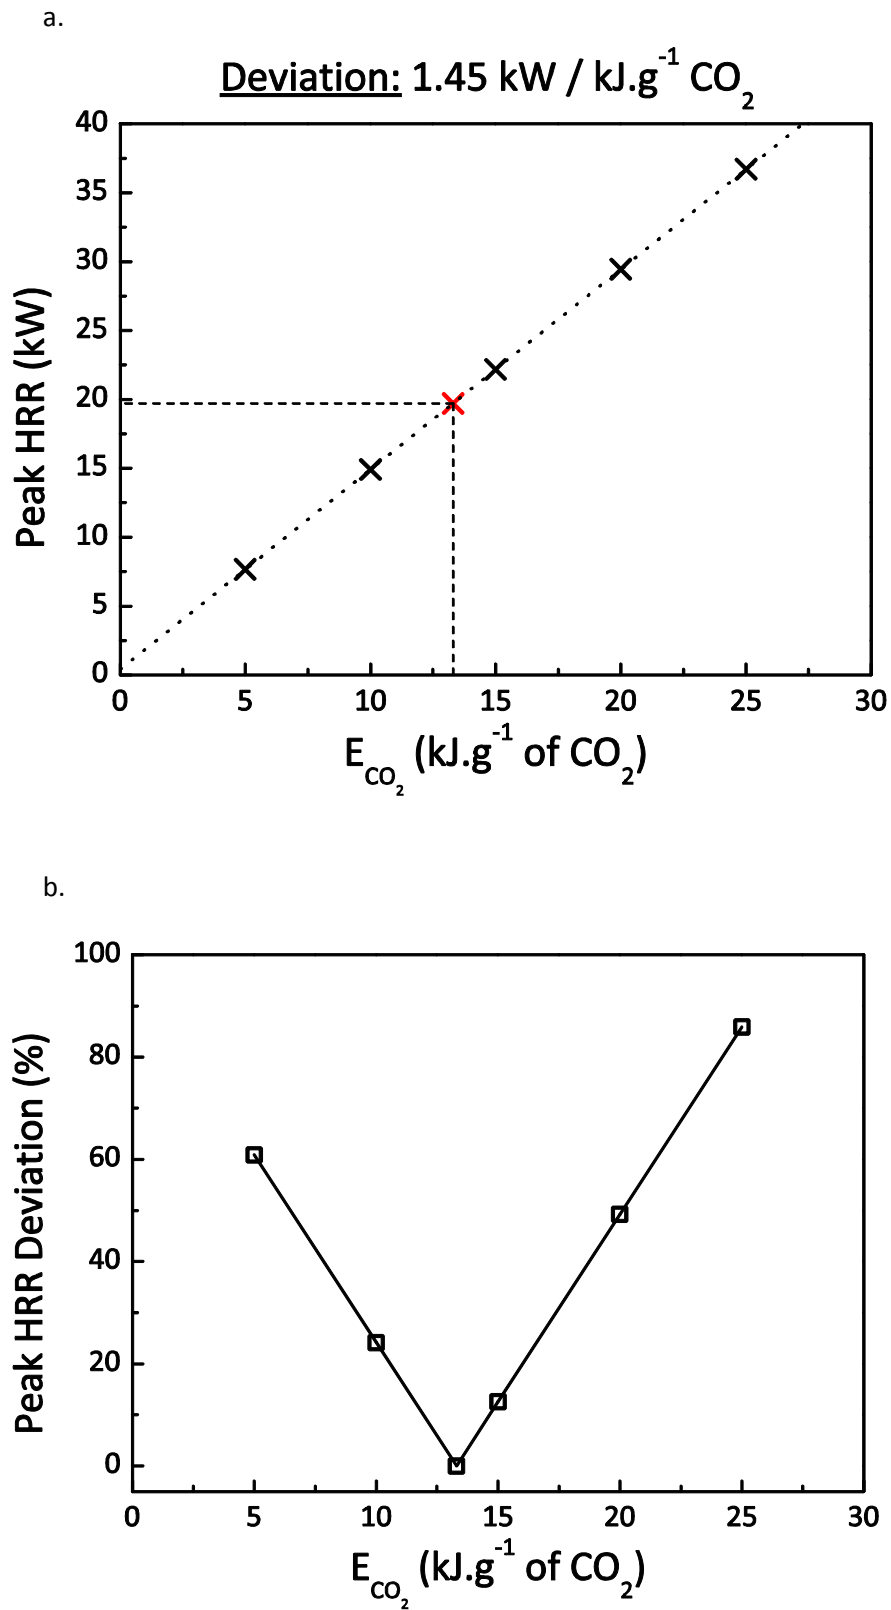 a.
Deviation: 1.45 kW / kJ.g⁻¹ CO₂
40
35
30
25
20
15
10
5
0
Peak HRR (kW)
0 5 10 15 20 25 30
E_CO₂ (kJ.g⁻¹ of CO₂)
b.
100
80
60
40
20
0
Peak HRR Deviation (%)
0 5 10 15 20 25 30
E_CO₂ (kJ.g⁻¹ of CO₂)